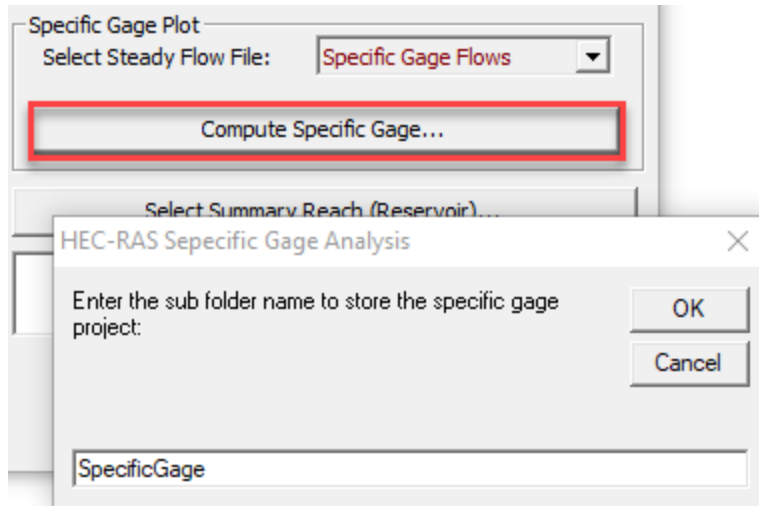 Specific Gage Plot
Select Steady Flow File: Specific Gage Flows
Compute Specific Gage...
Select Summary Reach (Reservoir)...
HEC-RAS Sepecific Gage Analysis
Enter the sub folder name to store the specific gage
project:
OK
Cancel
SpecificGage